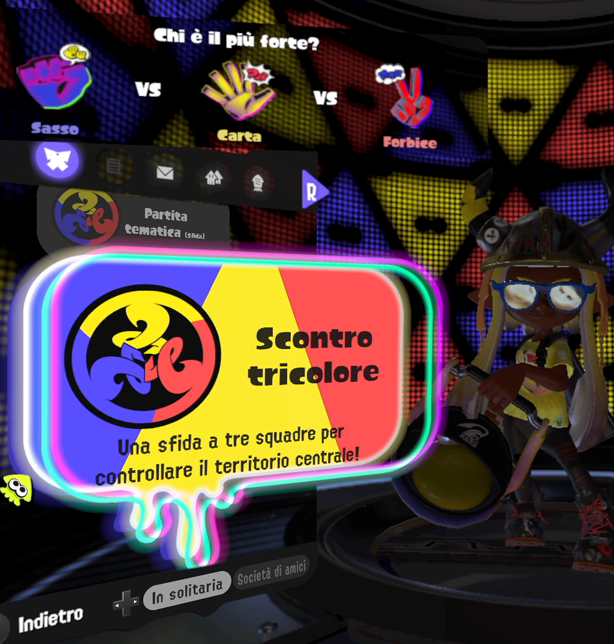 Chi è il più forte?
VS
VS
Sasso
Carta
Forbice
R
Partita
tematica (Sfida)
Scontro
tricolore
Una sfida a tre squadre per
controllare il territorio centrale!
In solitaria
Società di amici
Indietro